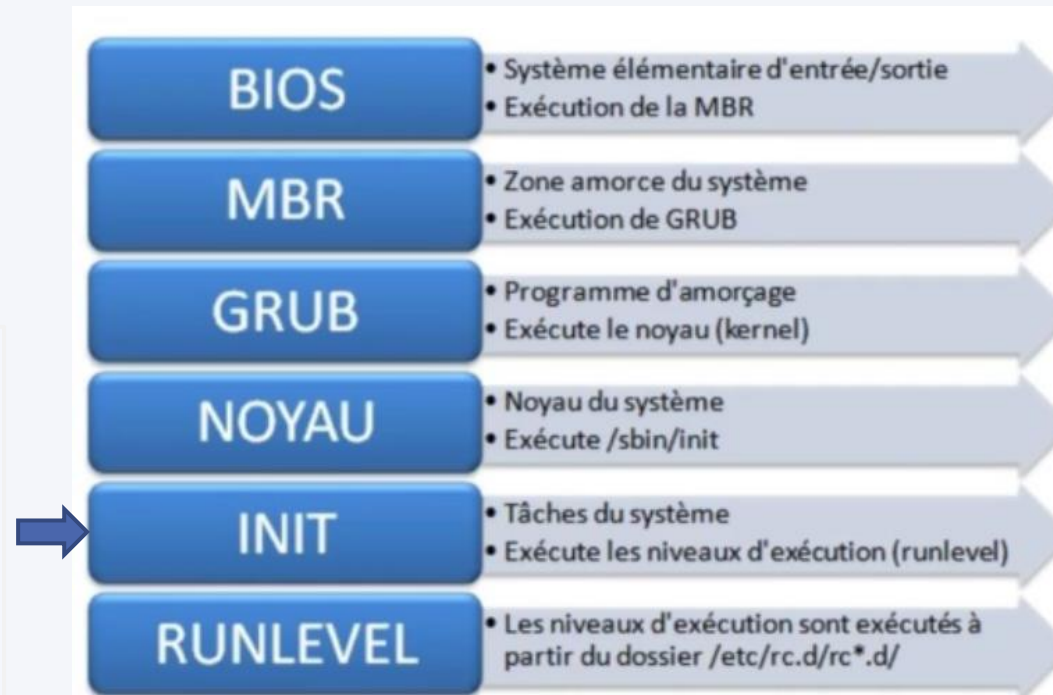 BIOS
• Système élémentaire d'entrée/sortie
• Exécution de la MBR
MBR
• Zone amorce du système
• Exécution de GRUB
GRUB
• Programme d'amorçage
• Exécute le noyau (kernel)
NOYAU
• Noyau du système
• Exécute /sbin/init
INIT
• Tâches du système
• Exécute les niveaux d'exécution (runlevel)
RUNLEVEL
• Les niveaux d'exécution sont exécutés à
partir du dossier /etc/rc.d/rc*.d/